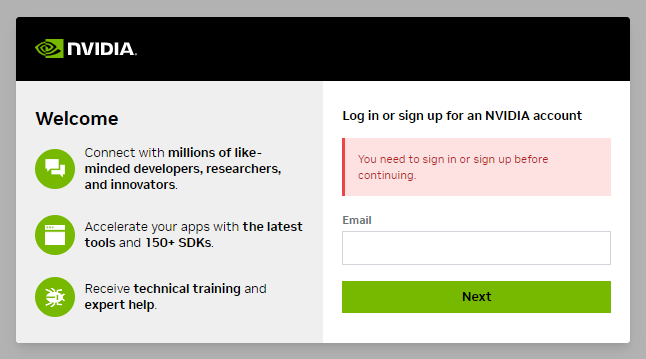 NVIDIA.
Welcome
Connect with millions of like-
minded developers, researchers,
and innovators.
Accelerate your apps with the latest
tools and 150+ SDKs.
Receive technical training and
expert help.
Log in or sign up for an NVIDIA account
You need to sign in or sign up before
continuing.
Email
Next